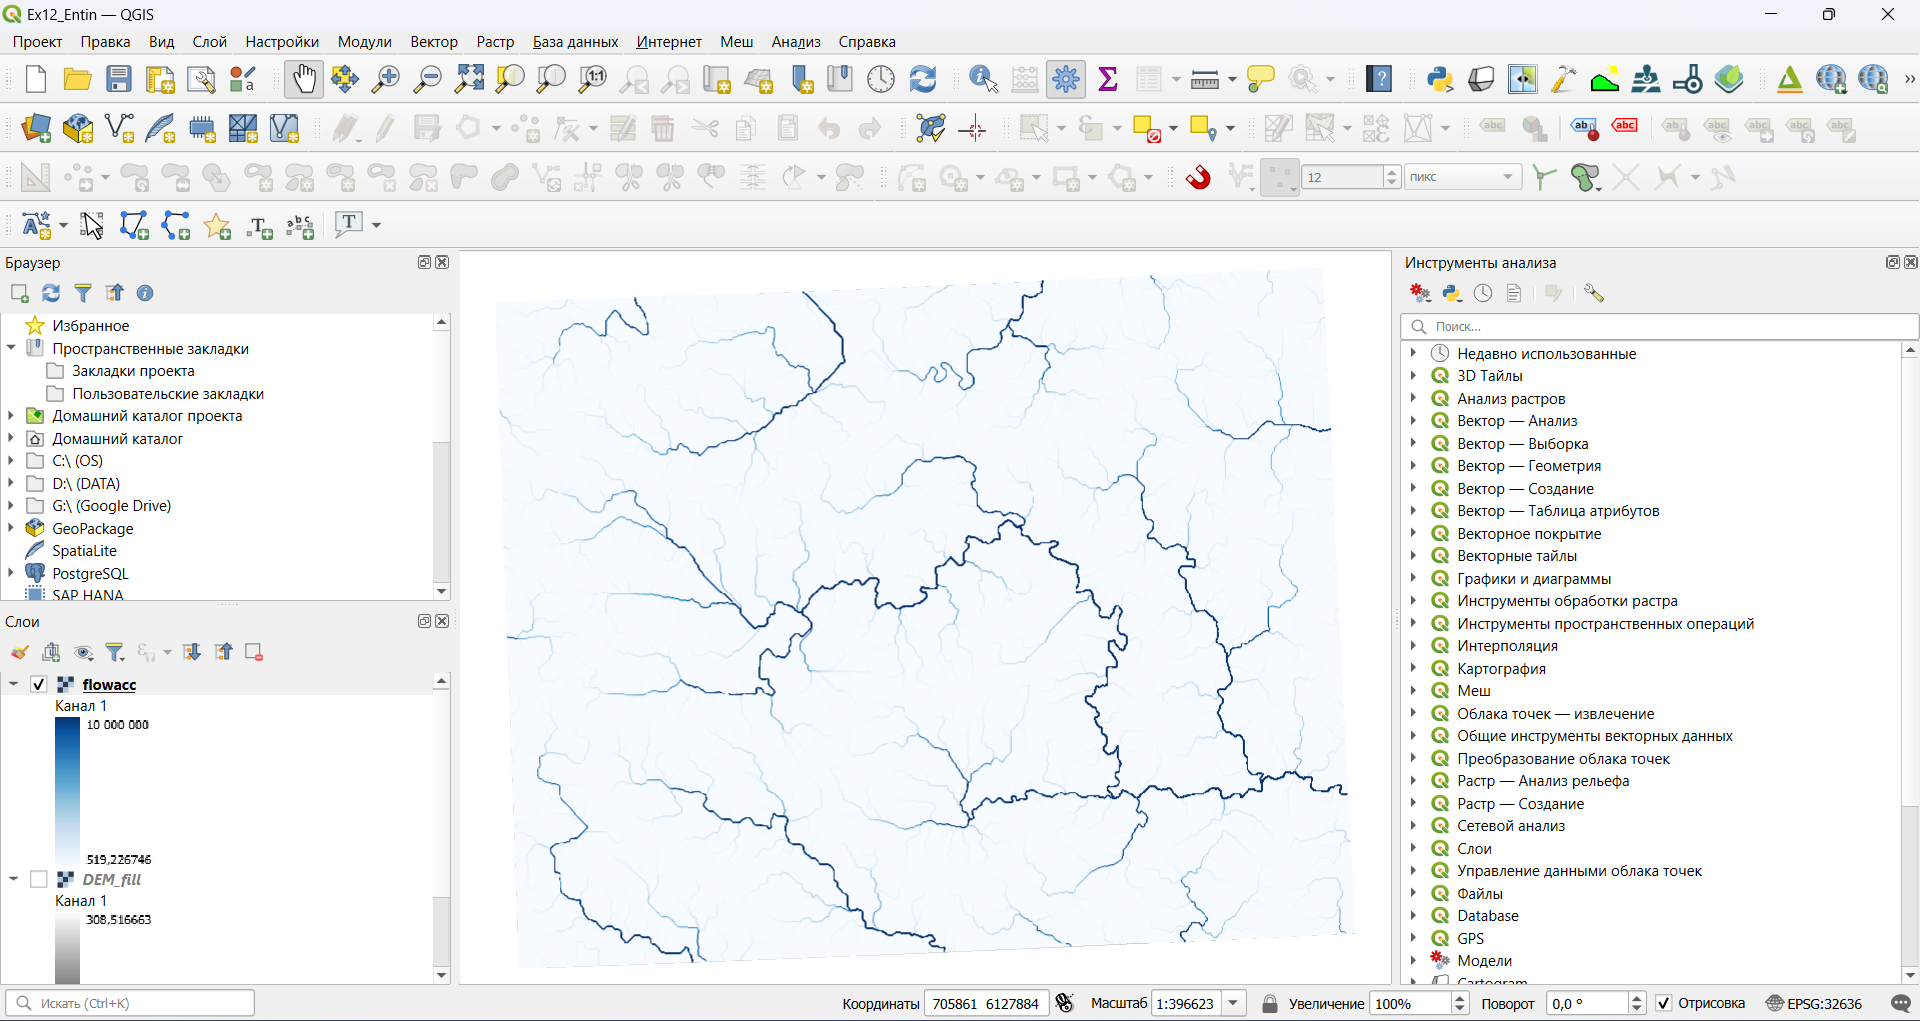 Ex12_Entin — QGIS
Проект Правка Вид Слой Настройки Модули Вектор Растр База данных Интернет Меш Анализ Справка
12 пикс
Браузер
Избранное
Пространственные закладки
Закладки проекта
Пользовательские закладки
Домашний каталог проекта
Домашний каталог
C:\ (OS)
D:\ (DATA)
G:\ (Google Drive)
GeoPackage
SpatiaLite
PostgreSQL
SAP HANA
Слои
flowacc
Канал 1
10 000 000
519,226746
DEM_fill
Канал 1
308,516663
Инструменты анализа
Поиск...
Недавно использованные
3D Тайлы
Анализ растров
Вектор — Анализ
Вектор — Выборка
Вектор — Геометрия
Вектор — Создание
Вектор — Таблица атрибутов
Векторное покрытие
Векторные тайлы
Графики и диаграммы
Инструменты обработки растра
Инструменты пространственных операций
Интерполяция
Картография
Меш
Облака точек — извлечение
Общие инструменты векторных данных
Преобразование облака точек
Растр — Анализ рельефа
Растр — Создание
Сетевой анализ
Слои
Управление данными облака точек
Файлы
Database
GPS
Модели
Cartogram
Искать (Ctrl+K) Координаты 705861 6127884 Масштаб 1:396623 Увеличение 100% Поворот 0,0 ° Отрисовка EPSG:32636